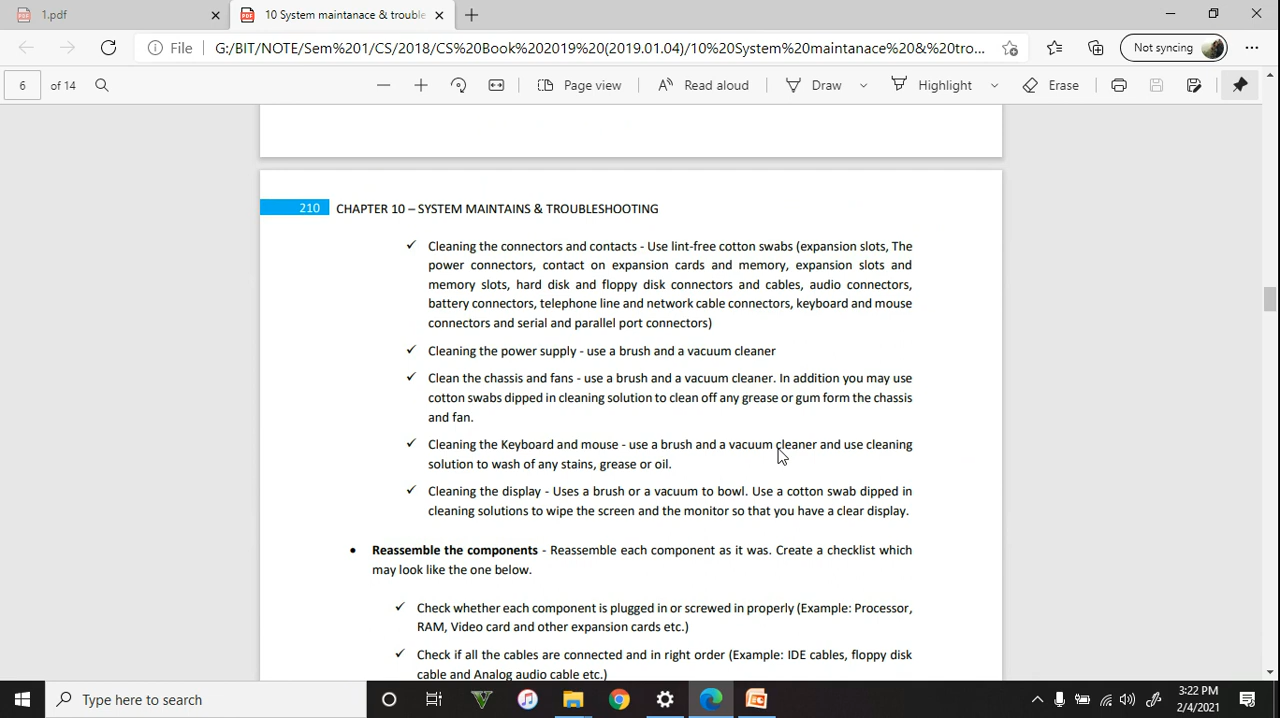 1.pdf
10 System maintanace & trouble
File
G:/BIT/NOTE/Sem%201/CS/2018/CS%20Book%202019%20(2019.01.04)/10%20System%20maintanace%20&%20tro...
Not syncing
6 of 14
Page view
Read aloud
Draw
Highlight
Erase
210 CHAPTER 10 – SYSTEM MAINTAINS & TROUBLESHOOTING
✓ Cleaning the connectors and contacts - Use lint-free cotton swabs (expansion slots, The
power connectors, contact on expansion cards and memory, expansion slots and
memory slots, hard disk and floppy disk connectors and cables, audio connectors,
battery connectors, telephone line and network cable connectors, keyboard and mouse
connectors and serial and parallel port connectors)
✓ Cleaning the power supply - use a brush and a vacuum cleaner
✓ Clean the chassis and fans - use a brush and a vacuum cleaner. In addition you may use
cotton swabs dipped in cleaning solution to clean off any grease or gum form the chassis
and fan.
✓ Cleaning the Keyboard and mouse - use a brush and a vacuum cleaner and use cleaning
solution to wash of any stains, grease or oil.
✓ Cleaning the display - Uses a brush or a vacuum to bowl. Use a cotton swab dipped in
cleaning solutions to wipe the screen and the monitor so that you have a clear display.
• Reassemble the components - Reassemble each component as it was. Create a checklist which
may look like the one below.
✓ Check whether each component is plugged in or screwed in properly (Example: Processor,
RAM, Video card and other expansion cards etc.)
✓ Check if all the cables are connected and in right order (Example: IDE cables, floppy disk
cable and Analog audio cable etc.)
Type here to search
3:22 PM
2/4/2021